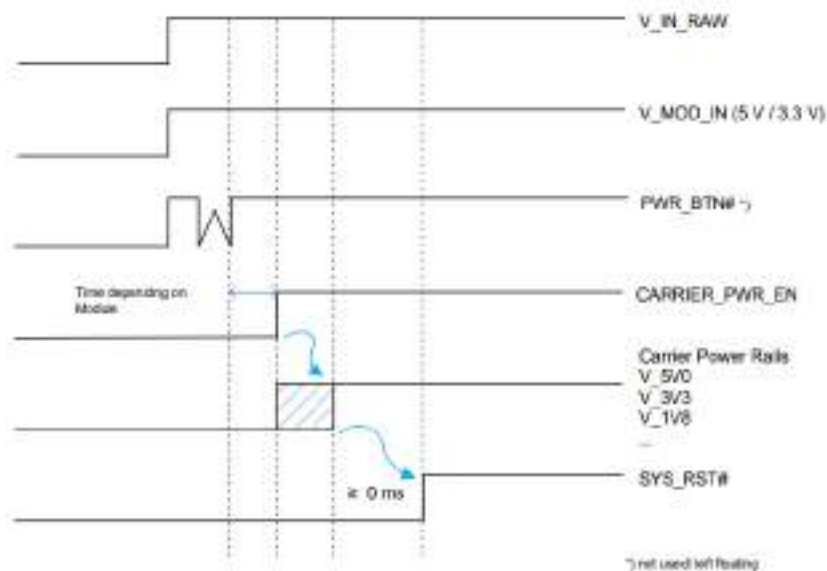 V_IN_RAW
V_MOD_IN (5 V / 3.3 V)
PWR_BTN# *)
Time depending on
Module
CARRIER_PWR_EN
Carrier Power Rails
V_5V0
V_3V3
V_1V8
...
≥ 0 ms
SYS_RST#
*) not used left floating